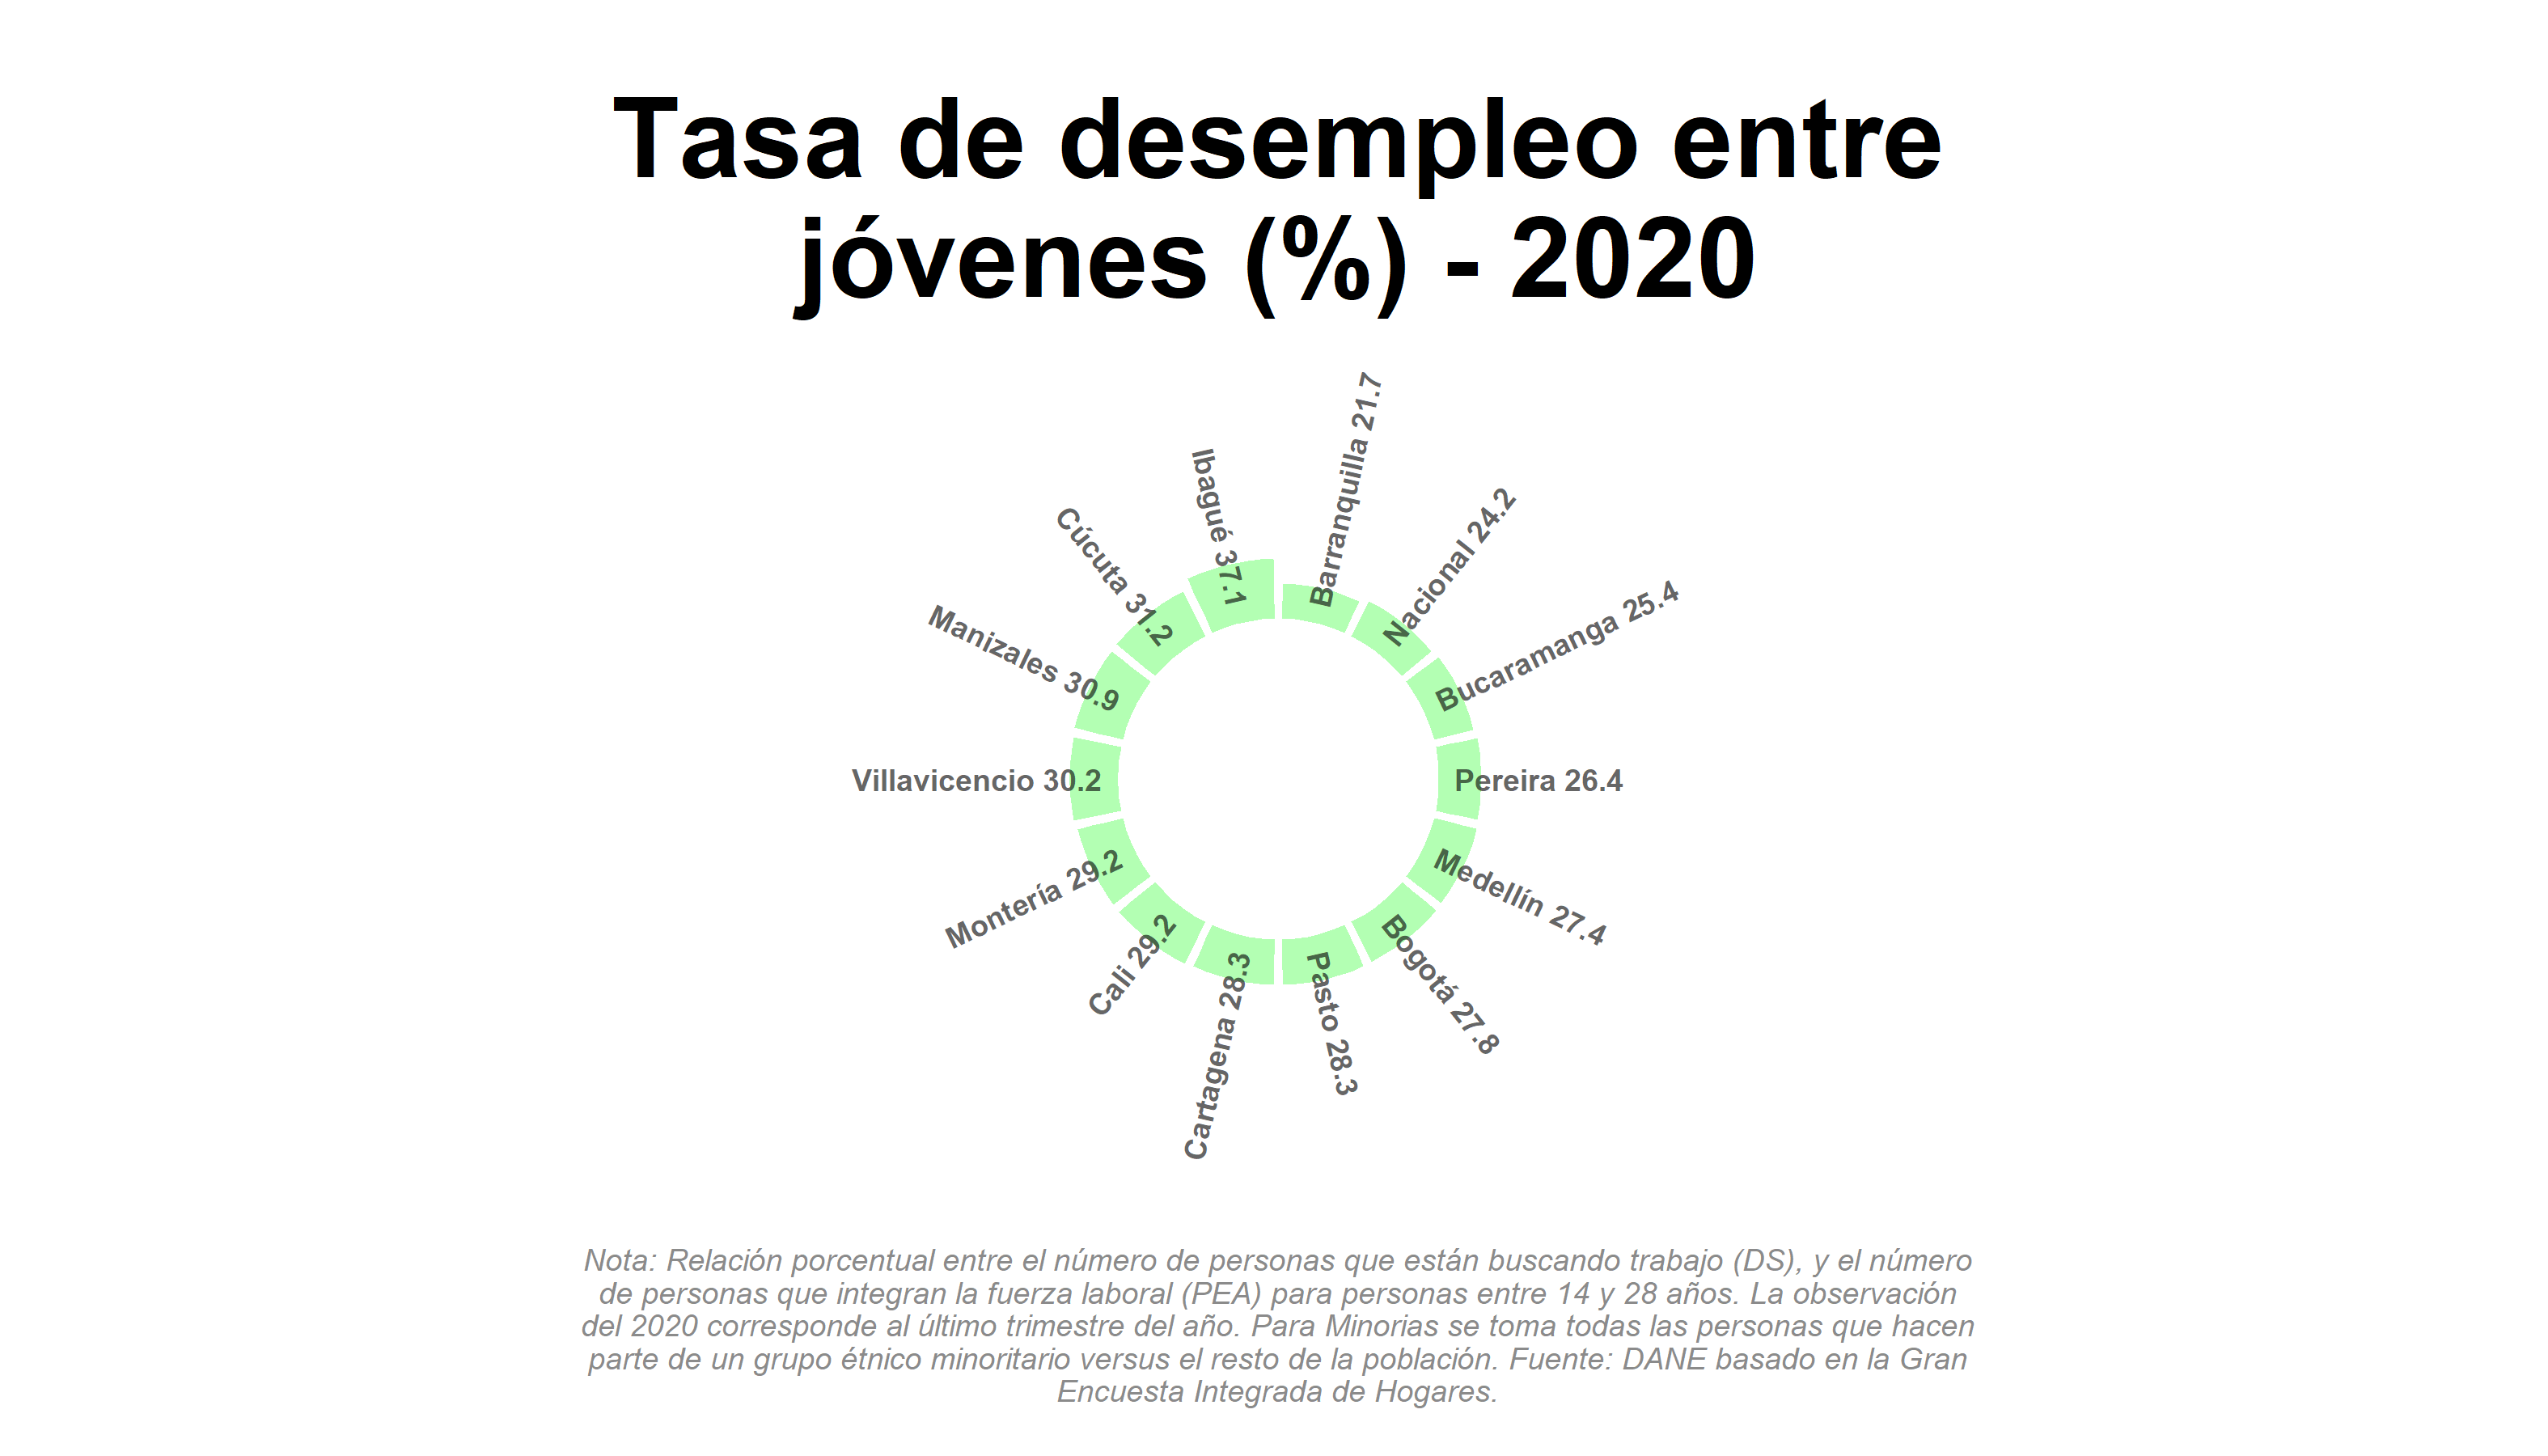 Tasa de desempleo entre
jóvenes (%) - 2020
Barranquilla 21.7
Nacional 24.2
Bucaramanga 25.4
Pereira 26.4
Medellín 27.4
Bogotá 27.8
Pasto 28.3
Cartagena 28.3
Cali 29.2
Montería 29.2
Villavicencio 30.2
Manizales 30.9
Cúcuta 31.2
Ibagué 37.1
Nota: Relación porcentual entre el número de personas que están buscando trabajo (DS), y el número
de personas que integran la fuerza laboral (PEA) para personas entre 14 y 28 años. La observación
del 2020 corresponde al último trimestre del año. Para Minorias se toma todas las personas que hacen
parte de un grupo étnico minoritario versus el resto de la población. Fuente: DANE basado en la Gran
Encuesta Integrada de Hogares.